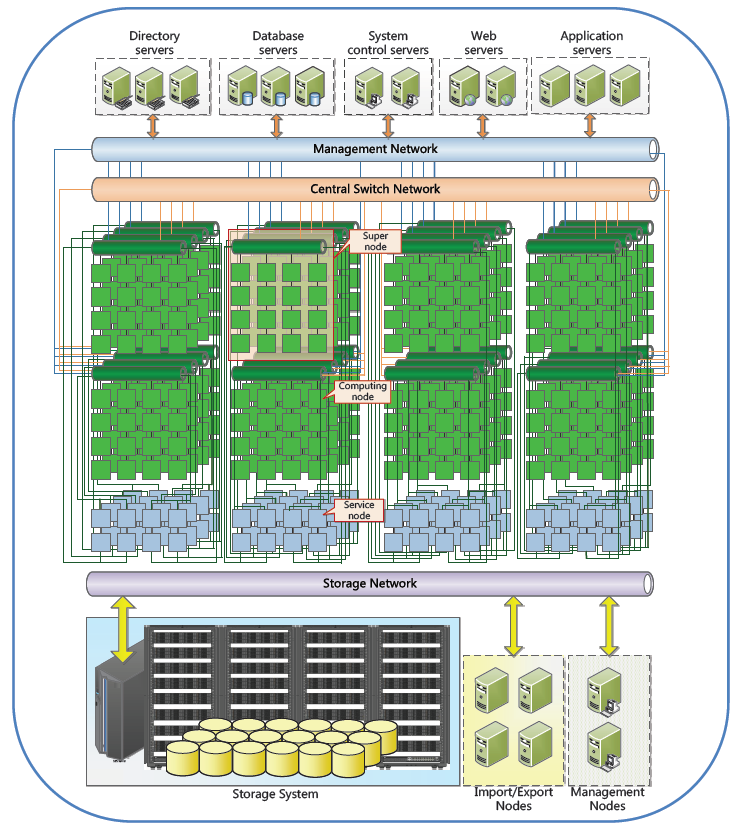 Directory
servers
Database
servers
System
control servers
Web
servers
Application
servers
Management Network
Central Switch Network
Super
node
Computing
node
Service
node
Storage Network
Storage System
Import/Export
Nodes
Management
Nodes